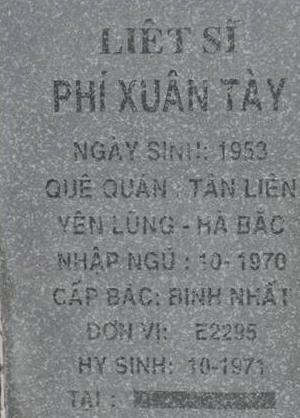 LIỆT SĨ
PHÍ XUÂN TÀY
NGÀY SINH: 1953
QUÊ QUÁN : TÂN LIÊN
YÊN LŨNG - HÀ BẮC
NHẬP NGŨ : 10-1970
CẤP BẬC: BINH NHẤT
ĐƠN VỊ: E2295
HY SINH: 10-1971
TẠI :